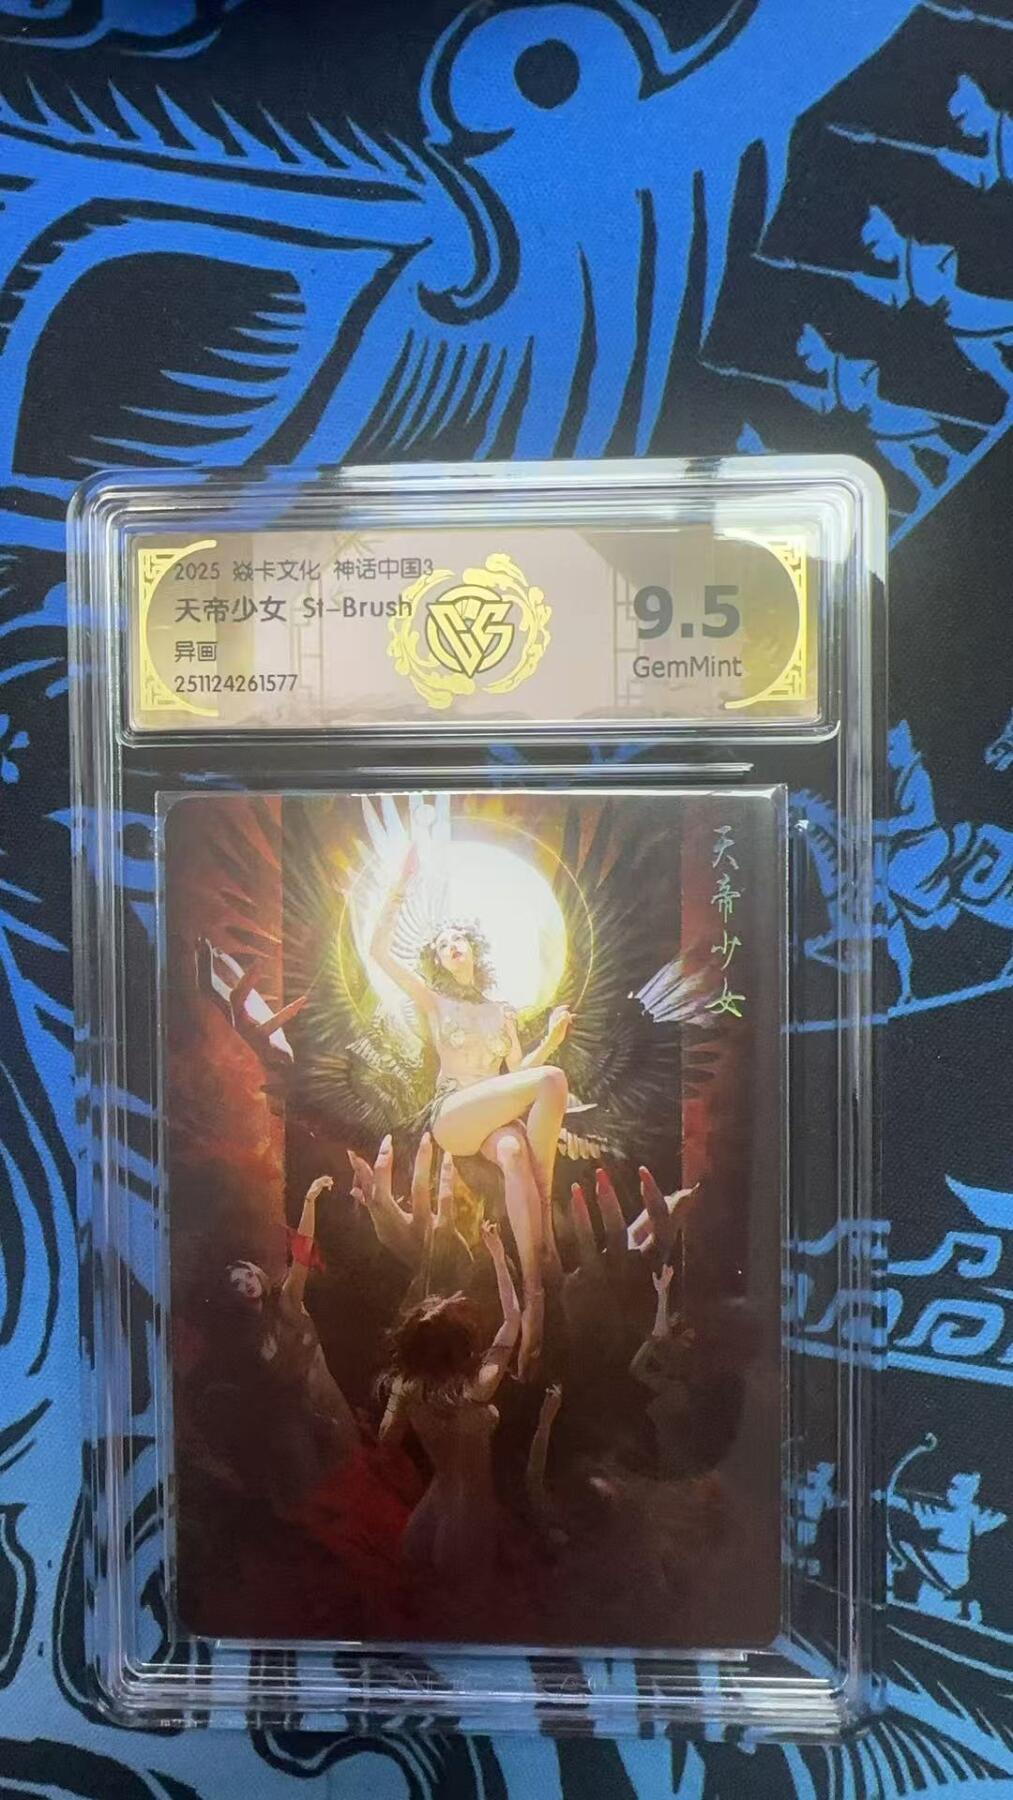 2025 焱卡文化 神话中国3
天帝少女 St-Brush
异画
251124261577
9.5
GemMint
天帝少女